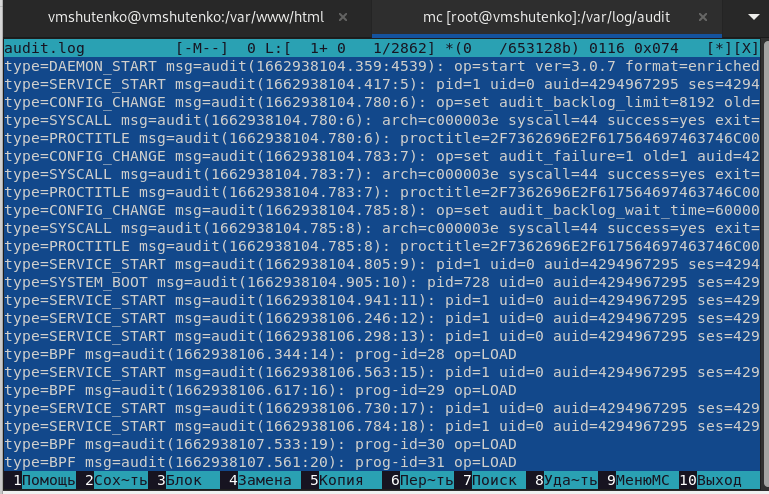 vmshutenko@vmshutenko:/var/www/html × mc [root@vmshutenko]:/var/log/audit ×
audit.log [-M--] 0 L:[ 1+ 0 1/2862] *(0 /653128b) 0116 0x074 [*][X]
type=DAEMON_START msg=audit(1662938104.359:4539): op=start ver=3.0.7 format=enriched
type=SERVICE_START msg=audit(1662938104.417:5): pid=1 uid=0 auid=4294967295 ses=4294
type=CONFIG_CHANGE msg=audit(1662938104.780:6): op=set audit_backlog_limit=8192 old=
type=SYSCALL msg=audit(1662938104.780:6): arch=c000003e syscall=44 success=yes exit=
type=PROCTITLE msg=audit(1662938104.780:6): proctitle=2F7362696E2F617564697463746C00
type=CONFIG_CHANGE msg=audit(1662938104.783:7): op=set audit_failure=1 old=1 auid=42
type=SYSCALL msg=audit(1662938104.783:7): arch=c000003e syscall=44 success=yes exit=
type=PROCTITLE msg=audit(1662938104.783:7): proctitle=2F7362696E2F617564697463746C00
type=CONFIG_CHANGE msg=audit(1662938104.785:8): op=set audit_backlog_wait_time=60000
type=SYSCALL msg=audit(1662938104.785:8): arch=c000003e syscall=44 success=yes exit=
type=PROCTITLE msg=audit(1662938104.785:8): proctitle=2F7362696E2F617564697463746C00
type=SERVICE_START msg=audit(1662938104.805:9): pid=1 uid=0 auid=4294967295 ses=4294
type=SYSTEM_BOOT msg=audit(1662938104.905:10): pid=728 uid=0 auid=4294967295 ses=429
type=SERVICE_START msg=audit(1662938104.941:11): pid=1 uid=0 auid=4294967295 ses=429
type=SERVICE_START msg=audit(1662938106.246:12): pid=1 uid=0 auid=4294967295 ses=429
type=SERVICE_START msg=audit(1662938106.298:13): pid=1 uid=0 auid=4294967295 ses=429
type=BPF msg=audit(1662938106.344:14): prog-id=28 op=LOAD
type=SERVICE_START msg=audit(1662938106.563:15): pid=1 uid=0 auid=4294967295 ses=429
type=BPF msg=audit(1662938106.617:16): prog-id=29 op=LOAD
type=SERVICE_START msg=audit(1662938106.730:17): pid=1 uid=0 auid=4294967295 ses=429
type=SERVICE_START msg=audit(1662938106.784:18): pid=1 uid=0 auid=4294967295 ses=429
type=BPF msg=audit(1662938107.533:19): prog-id=30 op=LOAD
type=BPF msg=audit(1662938107.561:20): prog-id=31 op=LOAD
1Помощь 2Сох~ть 3Блок 4Замена 5Копия 6Пер~ть 7Поиск 8Уда~ть 9МенюMC 10Выход